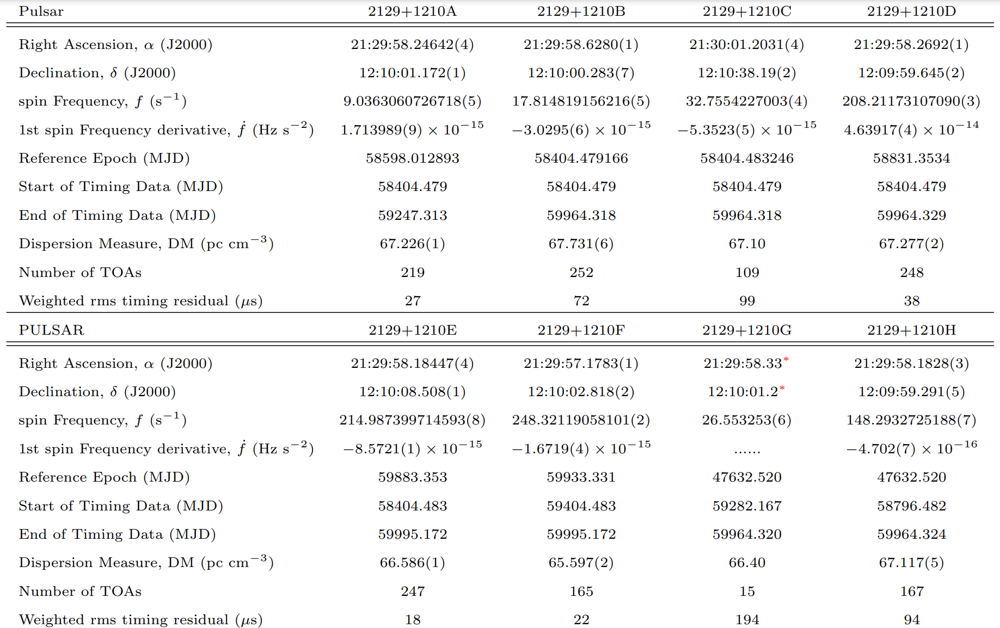 Pulsar 2129+1210A 2129+1210B 2129+1210C 2129+1210D
Right Ascension, α (J2000) 21:29:58.24642(4) 21:29:58.6280(1) 21:30:01.2031(4) 21:29:58.2692(1)
Declination, δ (J2000) 12:10:01.172(1) 12:10:00.283(7) 12:10:38.19(2) 12:09:59.645(2)
spin Frequency, f (s⁻¹) 9.0363060726718(5) 17.814819156216(5) 32.7554227003(4) 208.21173107090(3)
1st spin Frequency derivative, ḟ (Hz s⁻²) 1.713989(9) × 10⁻¹⁵ −3.0295(6) × 10⁻¹⁵ −5.3523(5) × 10⁻¹⁵ 4.63917(4) × 10⁻¹⁴
Reference Epoch (MJD) 58598.012893 58404.479166 58404.483246 58831.3534
Start of Timing Data (MJD) 58404.479 58404.479 58404.479 58404.479
End of Timing Data (MJD) 59247.313 59964.318 59964.318 59964.329
Dispersion Measure, DM (pc cm⁻³) 67.226(1) 67.731(6) 67.10 67.277(2)
Number of TOAs 219 252 109 248
Weighted rms timing residual (μs) 27 72 99 38
PULSAR 2129+1210E 2129+1210F 2129+1210G 2129+1210H
Right Ascension, α (J2000) 21:29:58.18447(4) 21:29:57.1783(1) 21:29:58.33* 21:29:58.1828(3)
Declination, δ (J2000) 12:10:08.508(1) 12:10:02.818(2) 12:10:01.2* 12:09:59.291(5)
spin Frequency, f (s⁻¹) 214.987399714593(8) 248.32119058101(2) 26.553253(6) 148.2932725188(7)
1st spin Frequency derivative, ḟ (Hz s⁻²) −8.5721(1) × 10⁻¹⁵ −1.6719(4) × 10⁻¹⁵ ...... −4.702(7) × 10⁻¹⁶
Reference Epoch (MJD) 59883.353 59933.331 47632.520 47632.520
Start of Timing Data (MJD) 58404.483 59404.483 59282.167 58796.482
End of Timing Data (MJD) 59995.172 59995.172 59964.320 59964.324
Dispersion Measure, DM (pc cm⁻³) 66.586(1) 65.597(2) 66.40 67.117(5)
Number of TOAs 247 165 15 167
Weighted rms timing residual (μs) 18 22 194 94